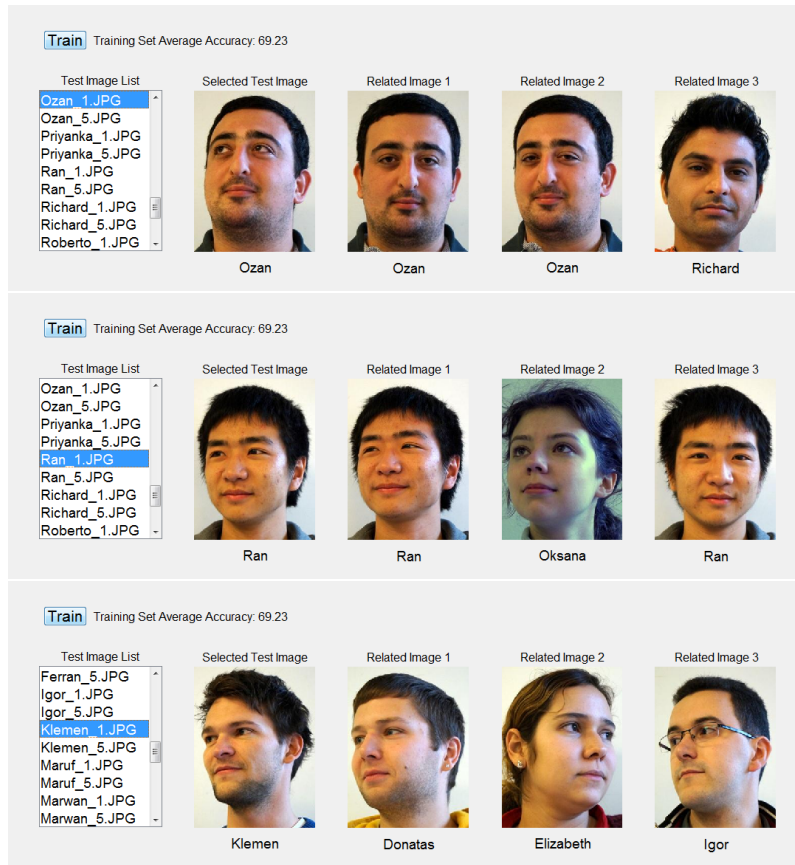 Train Training Set Average Accuracy: 69.23
Test Image List Selected Test Image Related Image 1 Related Image 2 Related Image 3
Ozan_1.JPG
Ozan_5.JPG
Priyanka_1.JPG
Priyanka_5.JPG
Ran_1.JPG
Ran_5.JPG
Richard_1.JPG
Richard_5.JPG
Roberto_1.JPG
Ozan Ozan Ozan Richard
Train Training Set Average Accuracy: 69.23
Test Image List Selected Test Image Related Image 1 Related Image 2 Related Image 3
Ozan_1.JPG
Ozan_5.JPG
Priyanka_1.JPG
Priyanka_5.JPG
Ran_1.JPG
Ran_5.JPG
Richard_1.JPG
Richard_5.JPG
Roberto_1.JPG
Ran Ran Oksana Ran
Train Training Set Average Accuracy: 69.23
Test Image List Selected Test Image Related Image 1 Related Image 2 Related Image 3
Ferran_5.JPG
Igor_1.JPG
Igor_5.JPG
Klemen_1.JPG
Klemen_5.JPG
Maruf_1.JPG
Maruf_5.JPG
Marwan_1.JPG
Marwan_5.JPG
Klemen Donatas Elizabeth Igor